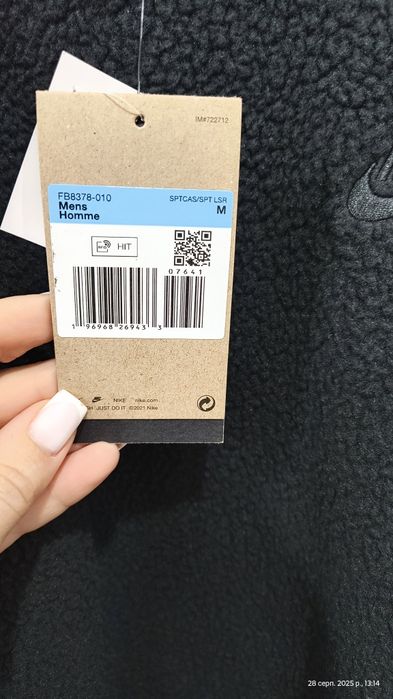 IM#722712
FB8378-010
SPTCAS/SPT LSR
Mens
M
Homme
HIT
07641
1 96968 26943 3
NIKE nike.com
JUST DO IT ©2021 Nike
28 серп. 2025 р., 13:14